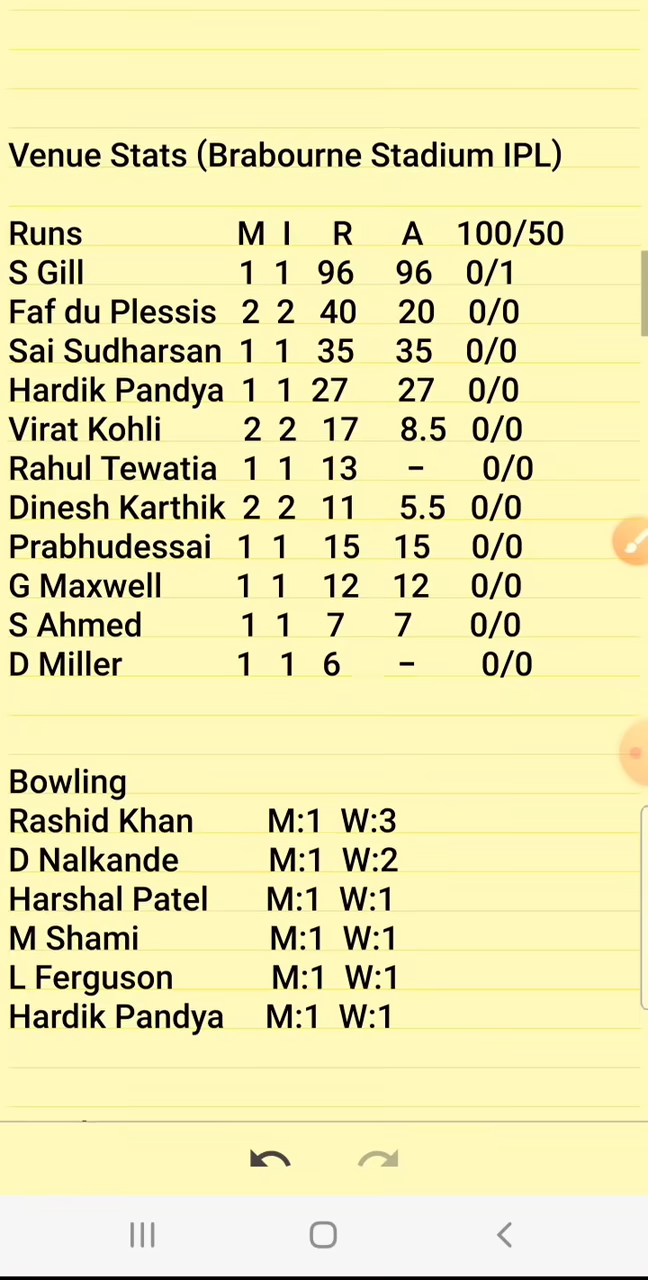 Venue Stats (Brabourne Stadium IPL)
Runs M I R A 100/50
S Gill 1 1 96 96 0/1
Faf du Plessis 2 2 40 20 0/0
Sai Sudharsan 1 1 35 35 0/0
Hardik Pandya 1 1 27 27 0/0
Virat Kohli 2 2 17 8.5 0/0
Rahul Tewatia 1 1 13 - 0/0
Dinesh Karthik 2 2 11 5.5 0/0
Prabhudessai 1 1 15 15 0/0
G Maxwell 1 1 12 12 0/0
S Ahmed 1 1 7 7 0/0
D Miller 1 1 6 - 0/0
Bowling
Rashid Khan M:1 W:3
D Nalkande M:1 W:2
Harshal Patel M:1 W:1
M Shami M:1 W:1
L Ferguson M:1 W:1
Hardik Pandya M:1 W:1